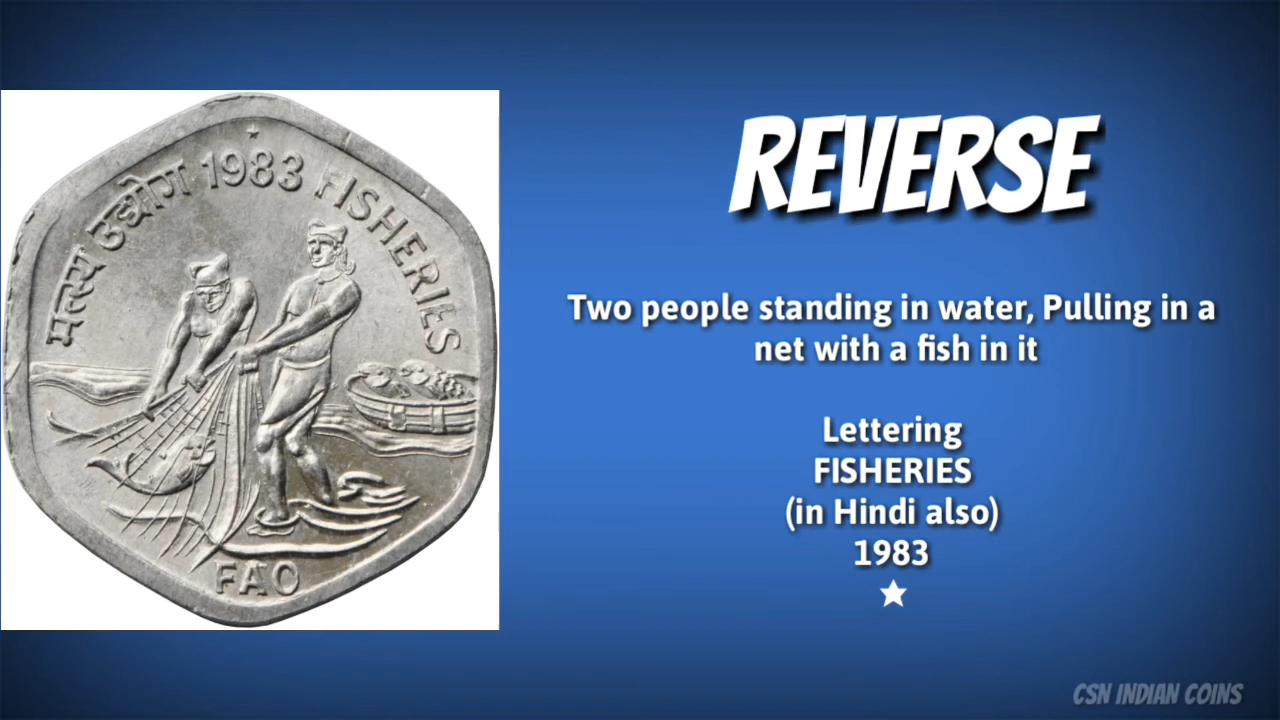 मत्स्य उद्योग 1983 FISHERIES
FAO
REVERSE
Two people standing in water, Pulling in a
net with a fish in it
Lettering
FISHERIES
(in Hindi also)
1983
CSN INDIAN COINS